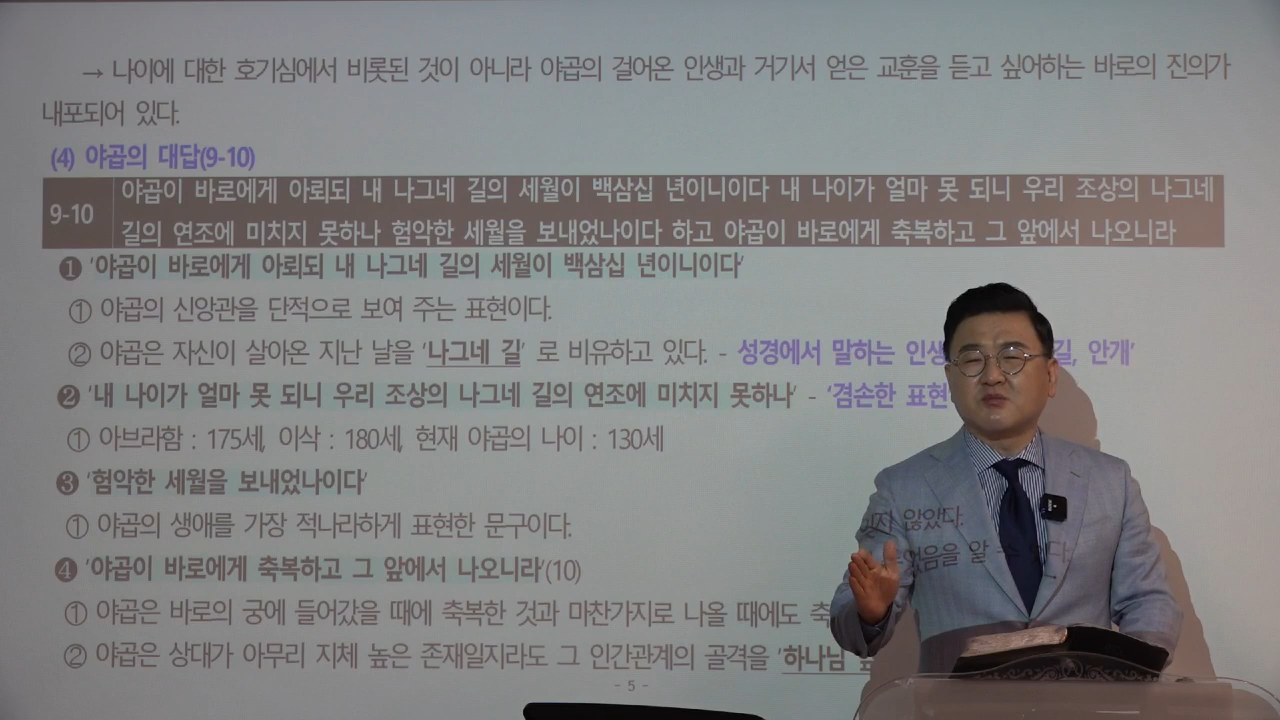 → 나이에 대한 호기심에서 비롯된 것이 아니라 야곱의 걸어온 인생과 거기서 얻은 교훈을 듣고 싶어하는 바로의 진의가
내포되어 있다.
(4) 야곱의 대답(9-10)
9-10 야곱이 바로에게 아뢰되 내 나그네 길의 세월이 백삼십 년이니이다 내 나이가 얼마 못 되니 우리 조상의 나그네
길의 연조에 미치지 못하나 험악한 세월을 보내었나이다 하고 야곱이 바로에게 축복하고 그 앞에서 나오니라
❶ '야곱이 바로에게 아뢰되 내 나그네 길의 세월이 백삼십 년이니이다'
① 야곱의 신앙관을 단적으로 보여 주는 표현이다.
② 야곱은 자신이 살아온 지난 날을 '나그네 길' 로 비유하고 있다. - 성경에서 말하는 길, 안개'
❷ '내 나이가 얼마 못 되니 우리 조상의 나그네 길의 연조에 미치지 못하나' - '겸손한 표현
① 아브라함 : 175세, 이삭 : 180세, 현재 야곱의 나이 : 130세
❸ '험악한 세월을 보내었나이다'
① 야곱의 생애를 가장 적나라하게 표현한 문구이다. 않았다.
❹ '야곱이 바로에게 축복하고 그 앞에서 나오니라'(10)
① 야곱은 바로의 궁에 들어갔을 때에 축복한 것과 마찬가지로 나올 때에도
② 야곱은 상대가 아무리 지체 높은 존재일지라도 그 인간관계의 골격을 '하나님
- 5 -